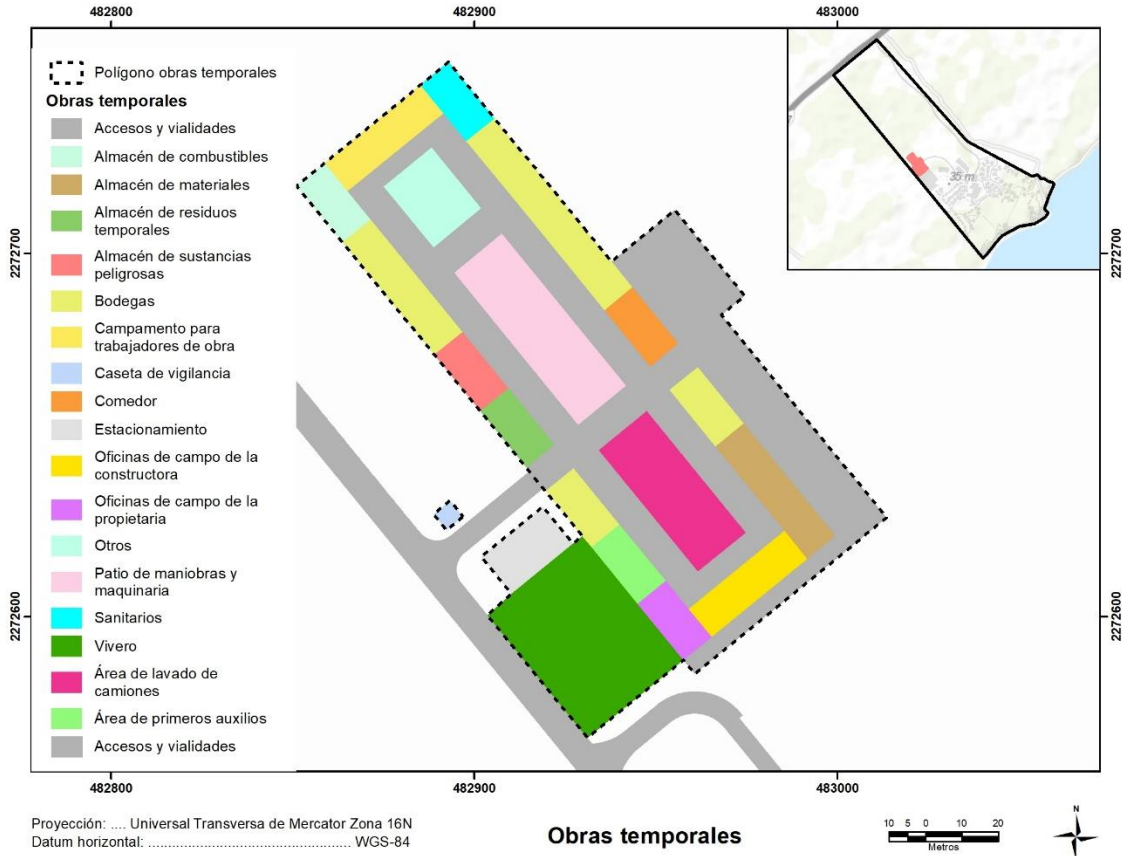 482800 482900 483000
Polígono obras temporales
Obras temporales
Accesos y vialidades
Almacén de combustibles
Almacén de materiales
Almacén de residuos
temporales
Almacén de sustancias
peligrosas
Bodegas
Campamento para
trabajadores de obra
Caseta de vigilancia
Comedor
Estacionamiento
Oficinas de campo de la
constructora
Oficinas de campo de la
propietaria
Otros
Patio de maniobras y
maquinaria
Sanitarios
Vivero
Área de lavado de
camiones
Área de primeros auxilios
Accesos y vialidades
35 m
2272700
2272600
2272700
2272600
482800 482900 483000
Proyección: .... Universal Transversa de Mercator Zona 16N
Datum horizontal: .................................................. WGS-84
Obras temporales
10 5 0 10 20
Metros
N